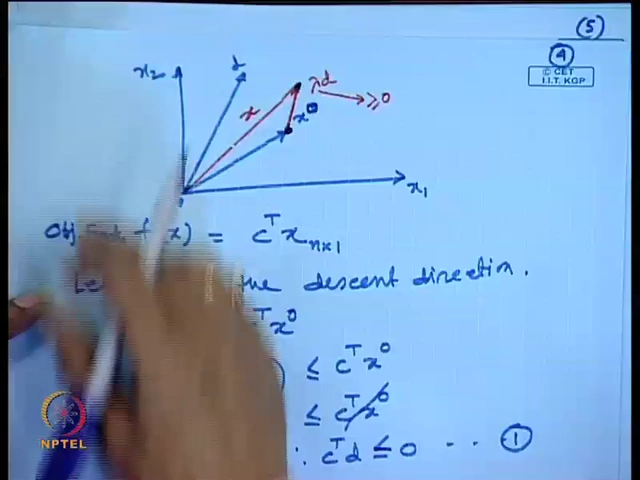 5
4
© CET
I.I.T. KGP
x₂
d
λd
≥0
x
x⁰
x₁
x) = cᵀx n×1
the descent direction.
ᵀx⁰
≤ cᵀx⁰
≤ cᵀx⁰
∴ cᵀd ≤ 0 -- ①
NPTEL